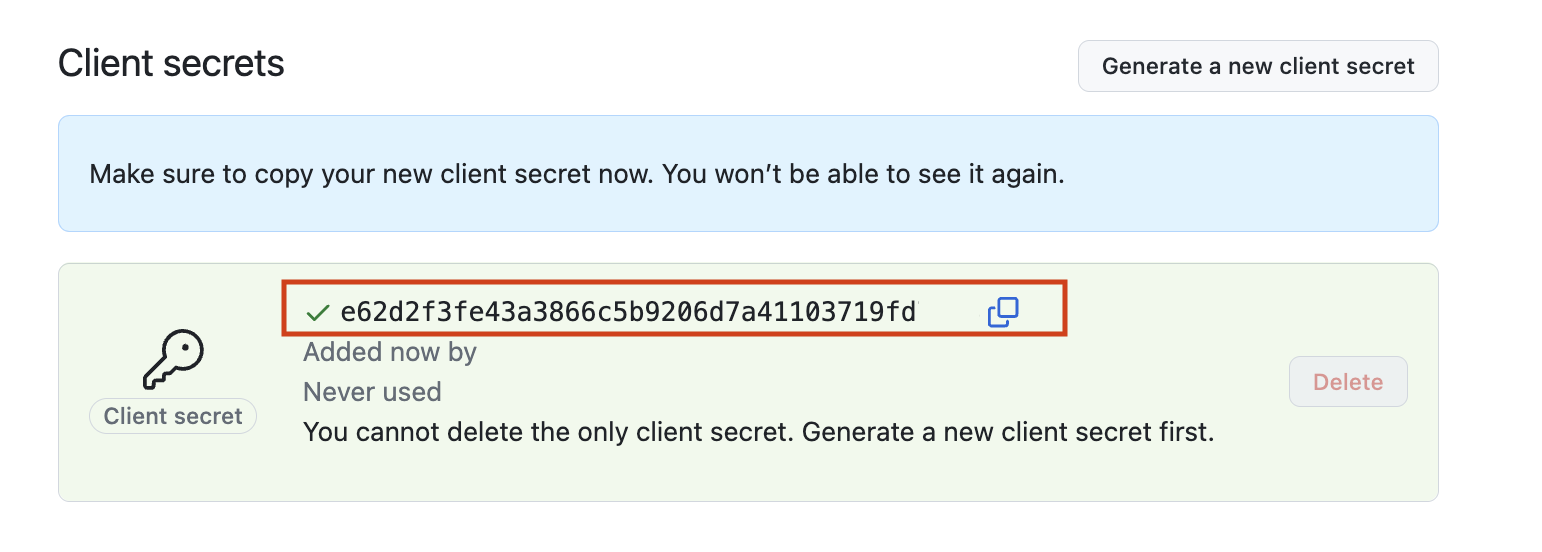 Client secrets
Generate a new client secret
Make sure to copy your new client secret now. You won’t be able to see it again.
e62d2f3fe43a3866c5b9206d7a41103719fd
Added now by
Never used
Client secret
Delete
You cannot delete the only client secret. Generate a new client secret first.